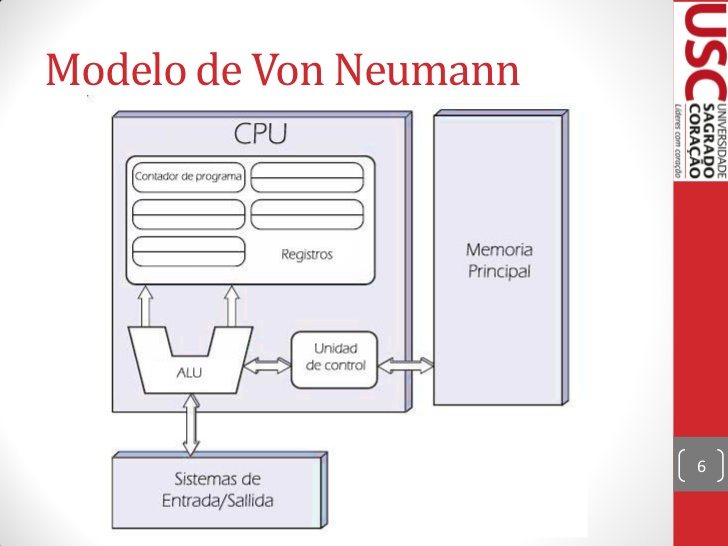 Modelo de Von Neumann
CPU
Contador de programa
Registros
Memoria
Principal
ALU
Unidad
de control
Sistemas de
Entrada/Sallida
USC
UNIVERSIDADE
SAGRADO
CORAÇÃO
Líderes com coração
6